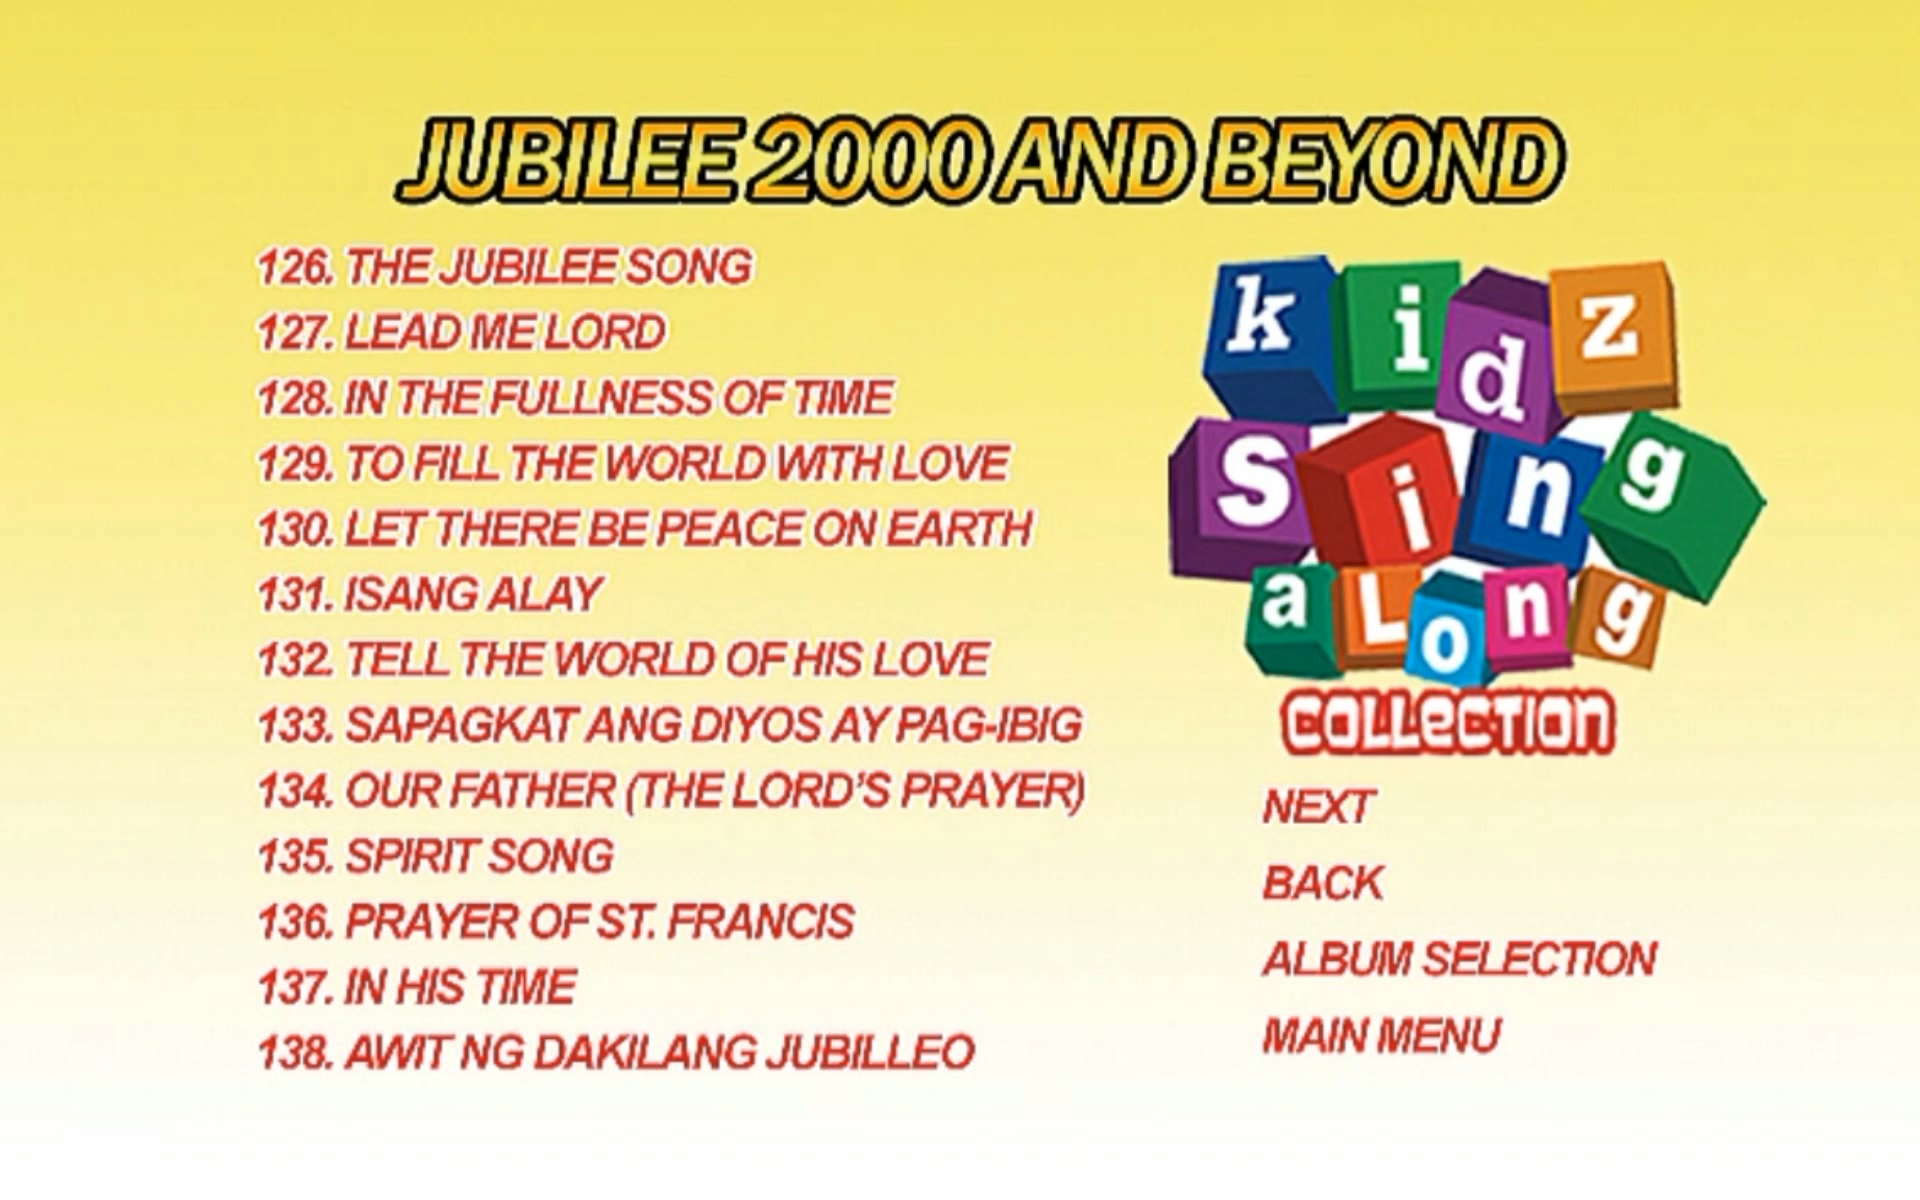 JUBILEE 2000 AND BEYOND
126. THE JUBILEE SONG
127. LEAD ME LORD
128. IN THE FULLNESS OF TIME
129. TO FILL THE WORLD WITH LOVE
130. LET THERE BE PEACE ON EARTH
131. ISANG ALAY
132. TELL THE WORLD OF HIS LOVE
133. SAPAGKAT ANG DIYOS AY PAG-IBIG
134. OUR FATHER (THE LORD'S PRAYER)
135. SPIRIT SONG
136. PRAYER OF ST. FRANCIS
137. IN HIS TIME
138. AWIT NG DAKILANG JUBILLEO
kidz
Sing
aLong
COLLeCTION
NEXT
BACK
ALBUM SELECTION
MAIN MENU